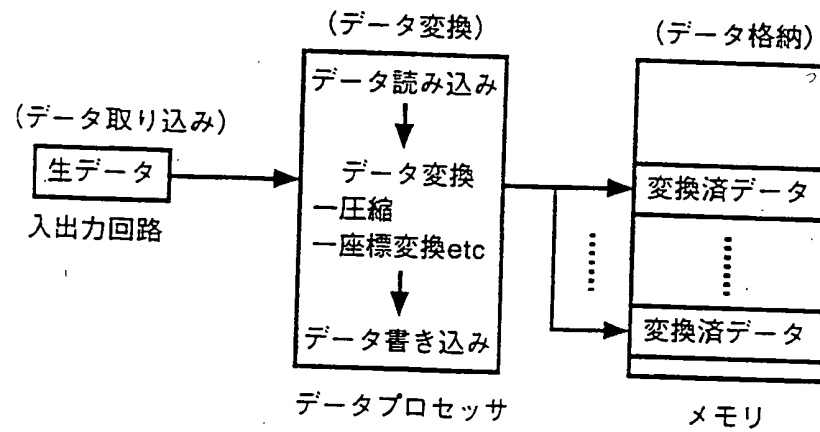 (データ取り込み)
生データ
入出力回路
(データ変換)
データ読み込み
データ変換
ー圧縮
ー座標変換etc
データ書き込み
データプロセッサ
(データ格納)
変換済データ
変換済データ
メモリ